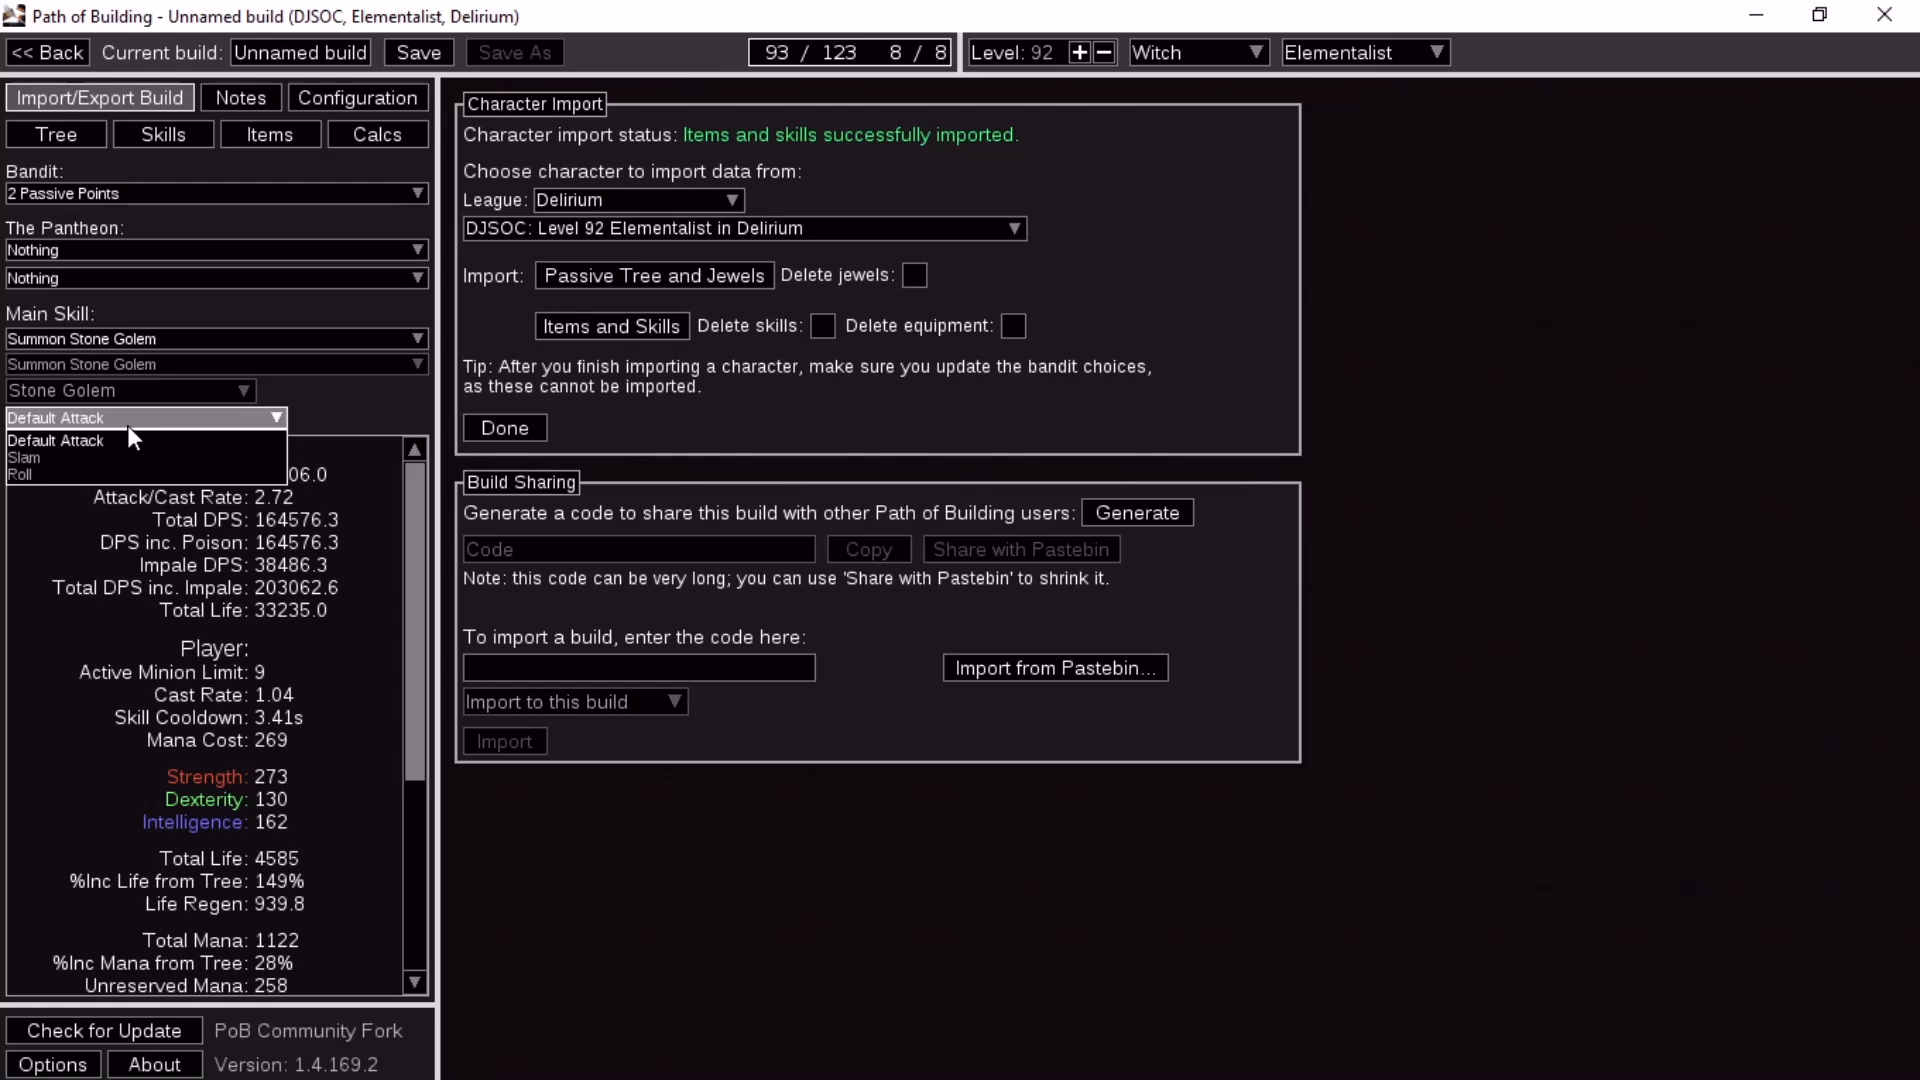 Path of Building - Unnamed build (DJSOC, Elementalist, Delirium)
<< Back Current build: Unnamed build Save Save As 93 / 123 8 / 8 Level: 92 + - Witch Elementalist
Import/Export Build Notes Configuration
Tree Skills Items Calcs
Bandit:
2 Passive Points
The Pantheon:
Nothing
Nothing
Main Skill:
Summon Stone Golem
Summon Stone Golem
Stone Golem
Default Attack
Default Attack
Slam
Roll
06.0
Attack/Cast Rate: 2.72
Total DPS: 164576.3
DPS inc. Poison: 164576.3
Impale DPS: 38486.3
Total DPS inc. Impale: 203062.6
Total Life: 33235.0
Player:
Active Minion Limit: 9
Cast Rate: 1.04
Skill Cooldown: 3.41s
Mana Cost: 269
Strength: 273
Dexterity: 130
Intelligence: 162
Total Life: 4585
%Inc Life from Tree: 149%
Life Regen: 939.8
Total Mana: 1122
%Inc Mana from Tree: 28%
Unreserved Mana: 258
Check for Update PoB Community Fork
Options About Version: 1.4.169.2
Character Import
Character import status: Items and skills successfully imported.
Choose character to import data from:
League: Delirium
DJSOC: Level 92 Elementalist in Delirium
Import: Passive Tree and Jewels Delete jewels:
Items and Skills Delete skills: Delete equipment:
Tip: After you finish importing a character, make sure you update the bandit choices,
as these cannot be imported.
Done
Build Sharing
Generate a code to share this build with other Path of Building users: Generate
Code Copy Share with Pastebin
Note: this code can be very long; you can use 'Share with Pastebin' to shrink it.
To import a build, enter the code here:
Import from Pastebin...
Import to this build
Import